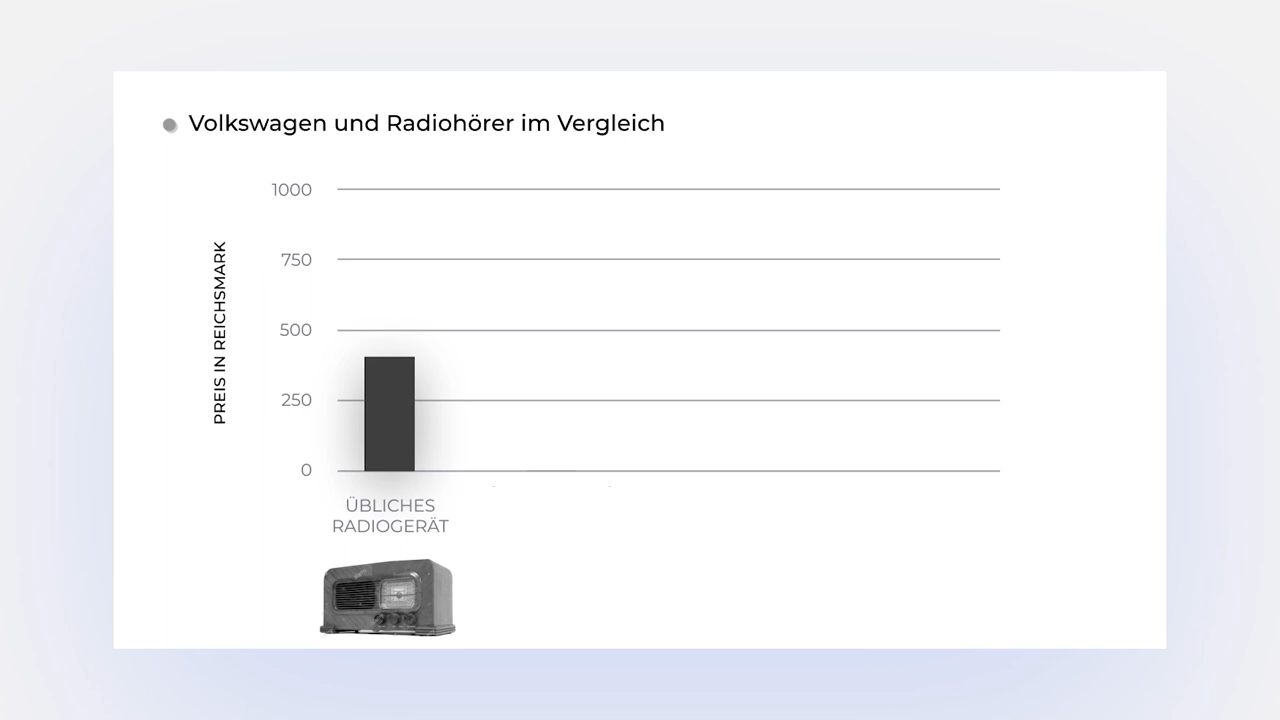 Volkswagen und Radiohörer im Vergleich
1000
750
500
250
0
PREIS IN REICHSMARK
ÜBLICHES
RADIOGERÄT